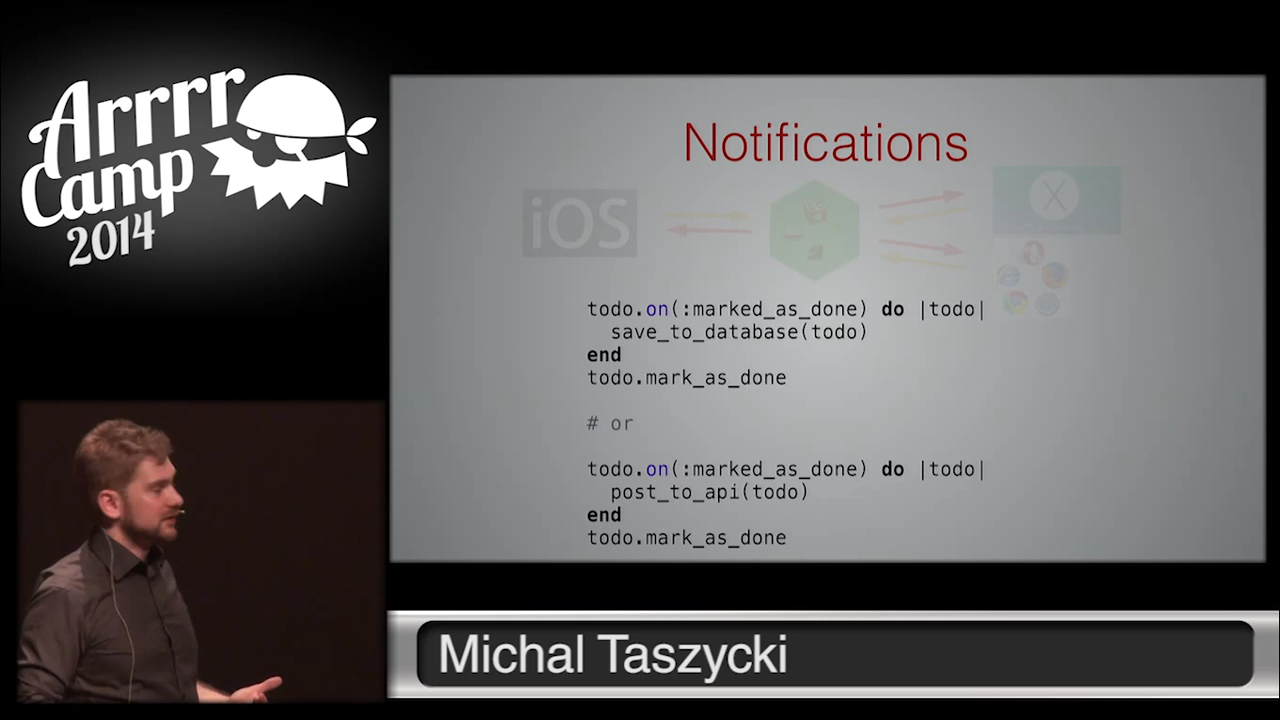 Arrrr
Camp
2014
Notifications
iOS
X
todo.on(:marked_as_done) do |todo|
  save_to_database(todo)
end
todo.mark_as_done
# or
todo.on(:marked_as_done) do |todo|
  post_to_api(todo)
end
todo.mark_as_done
Michal Taszycki